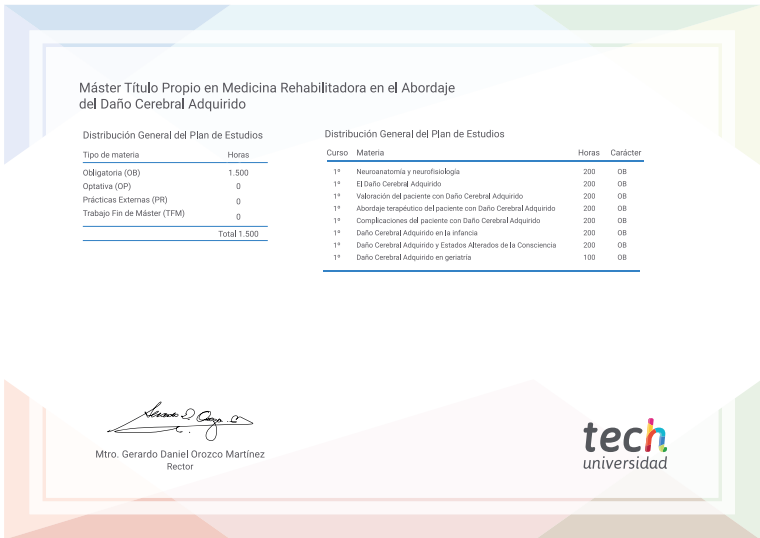 Máster Título Propio en Medicina Rehabilitadora en el Abordaje
del Daño Cerebral Adquirido
Distribución General del Plan de Estudios
Tipo de materia Horas
Obligatoria (OB) 1.500
Optativa (OP) 0
Prácticas Externas (PR) 0
Trabajo Fin de Máster (TFM) 0
Total 1.500
Distribución General del Plan de Estudios
Curso Materia Horas Carácter
1º Neuroanatomía y neurofisiología 200 OB
1º El Daño Cerebral Adquirido 200 OB
1º Valoración del paciente con Daño Cerebral Adquirido 200 OB
1º Abordaje terapéutico del paciente con Daño Cerebral Adquirido 200 OB
1º Complicaciones del paciente con Daño Cerebral Adquirido 200 OB
1º Daño Cerebral Adquirido en la infancia 200 OB
1º Daño Cerebral Adquirido y Estados Alterados de la Consciencia 200 OB
1º Daño Cerebral Adquirido en geriatría 100 OB
Mtro. Gerardo Daniel Orozco Martínez
Rector
tech
universidad